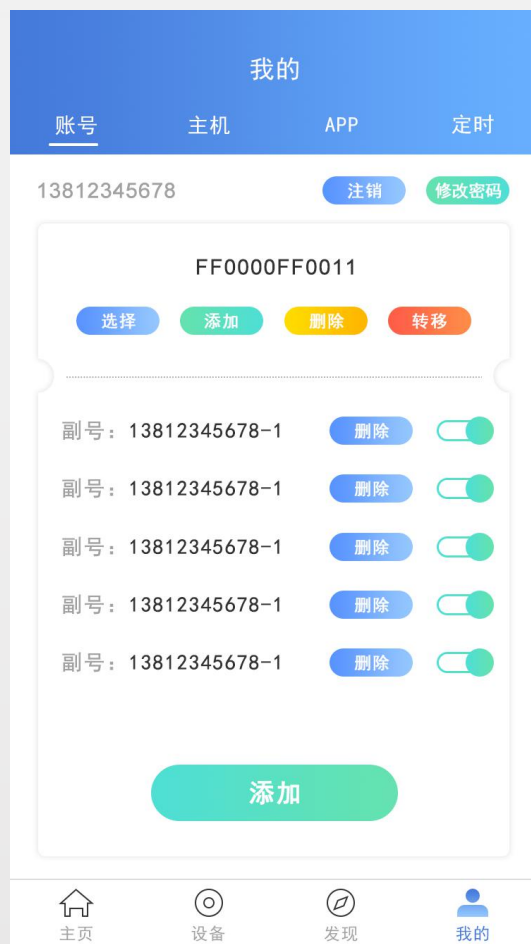 我的
账号 主机 APP 定时
13812345678 注销 修改密码
FF0000FF0011
选择 添加 删除 转移
副号：13812345678-1 删除
副号：13812345678-1 删除
副号：13812345678-1 删除
副号：13812345678-1 删除
副号：13812345678-1 删除
添加
主页 设备 发现 我的